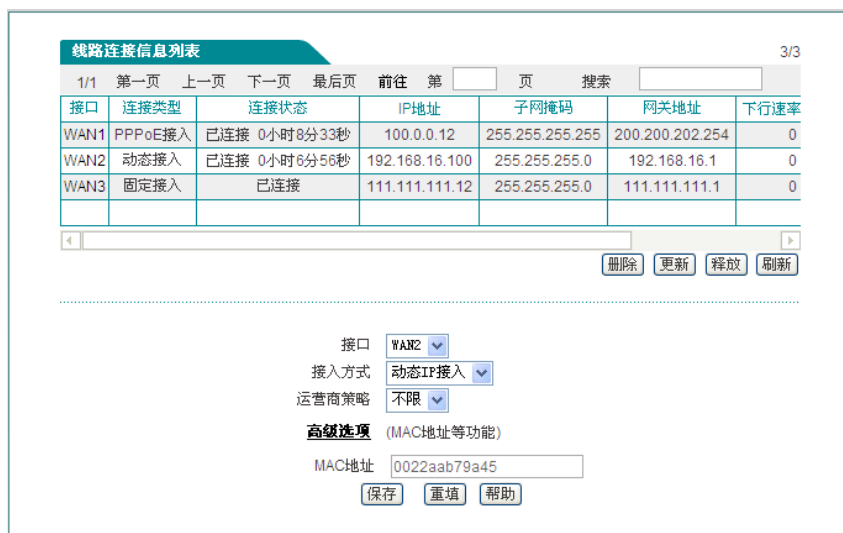 线路连接信息列表 3/3
1/1 第一页 上一页 下一页 最后页 前往 第 页 搜索
接口 连接类型 连接状态 IP地址 子网掩码 网关地址 下行速率
WAN1 PPPoE接入 已连接 0小时8分33秒 100.0.0.12 255.255.255.255 200.200.202.254 0
WAN2 动态接入 已连接 0小时6分56秒 192.168.16.100 255.255.255.0 192.168.16.1 0
WAN3 固定接入 已连接 111.111.111.12 255.255.255.0 111.111.111.1 0
删除 更新 释放 刷新
接口 WAN2
接入方式 动态IP接入
运营商策略 不限
高级选项 (MAC地址等功能)
MAC地址 0022aab79a45
保存 重填 帮助